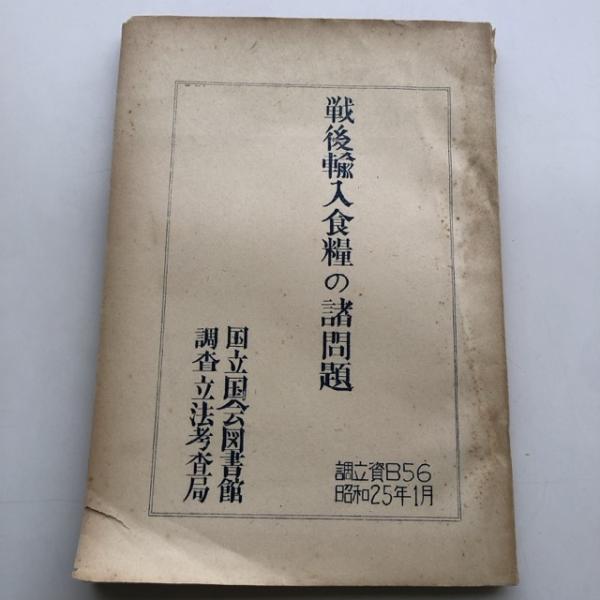 戦後輸入食糧の諸問題
国立国会図書館
調査立法考査局
調立資B56
昭和25年1月